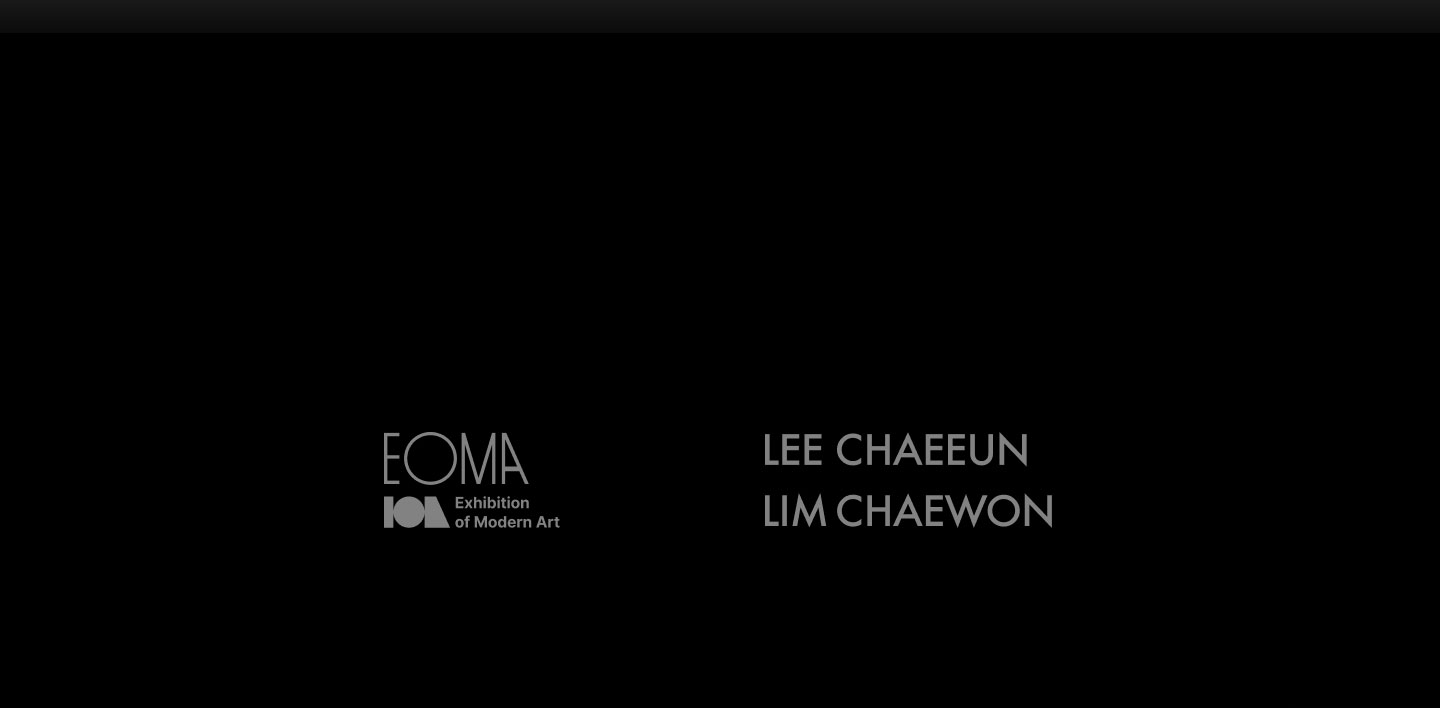 EOMA
Exhibition
of Modern Art
LEE CHAEEUN
LIM CHAEWON